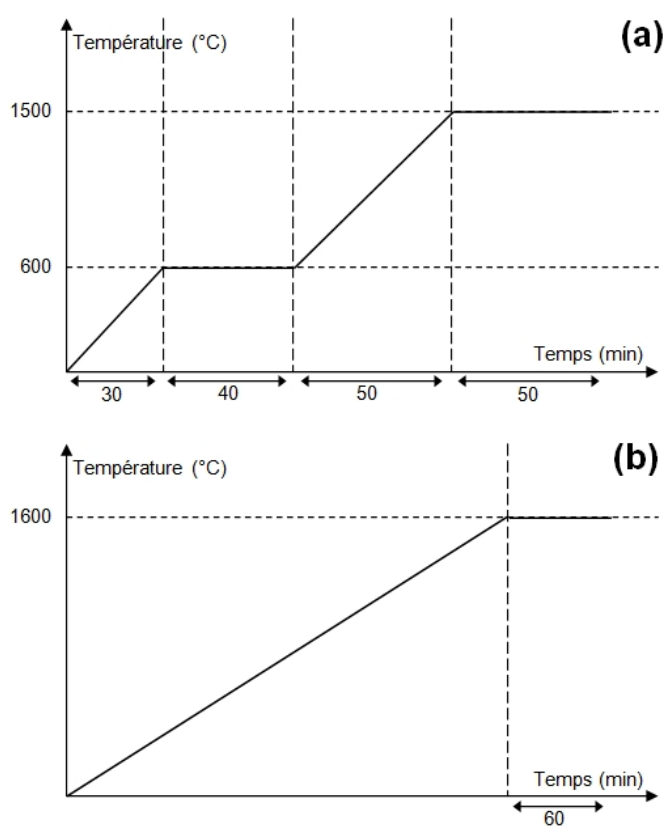 Température (°C)
(a)
1500
600
Temps (min)
30 40 50 50
Température (°C)
(b)
1600
Temps (min)
60